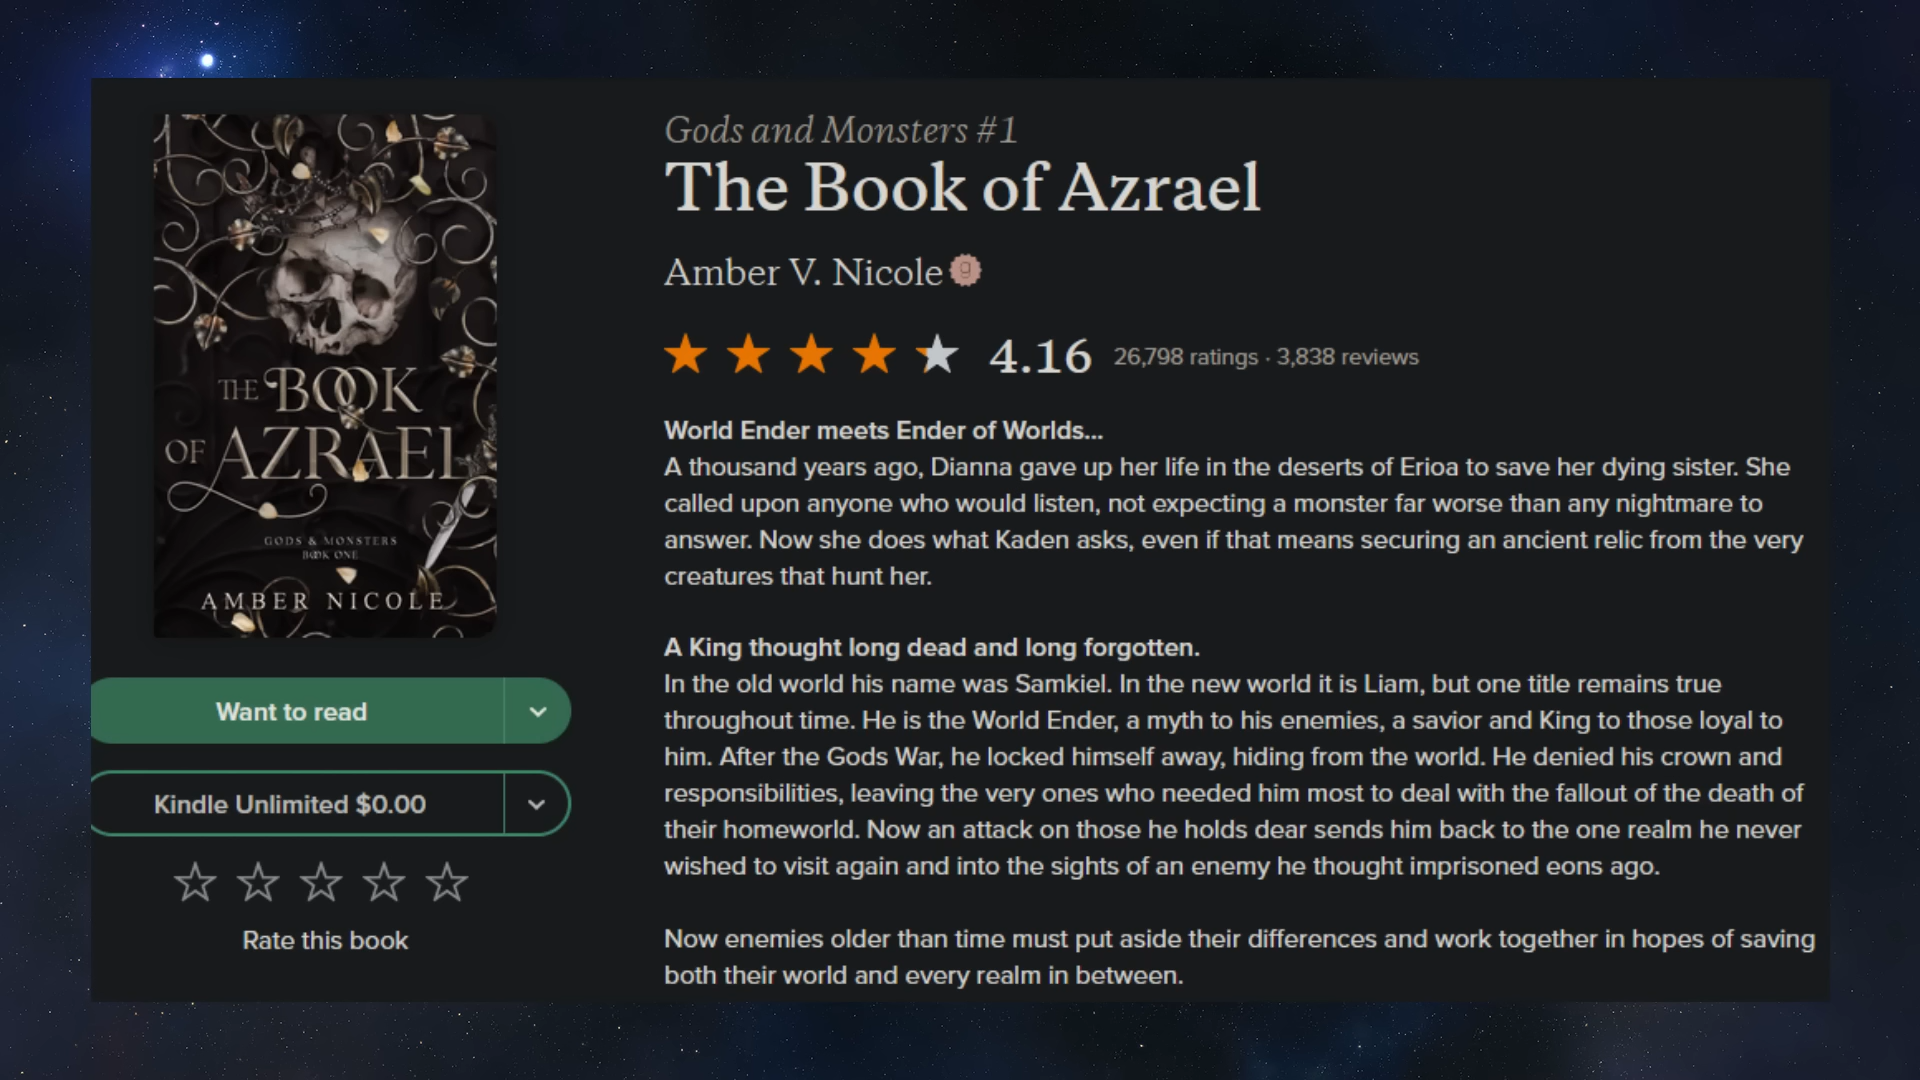 Gods and Monsters #1
The Book of Azrael
Amber V. Nicole
4.16 26,798 ratings · 3,838 reviews
World Ender meets Ender of Worlds...
A thousand years ago, Dianna gave up her life in the deserts of Erioa to save her dying sister. She
called upon anyone who would listen, not expecting a monster far worse than any nightmare to
answer. Now she does what Kaden asks, even if that means securing an ancient relic from the very
creatures that hunt her.
A King thought long dead and long forgotten.
In the old world his name was Samkiel. In the new world it is Liam, but one title remains true
throughout time. He is the World Ender, a myth to his enemies, a savior and King to those loyal to
him. After the Gods War, he locked himself away, hiding from the world. He denied his crown and
responsibilities, leaving the very ones who needed him most to deal with the fallout of the death of
their homeworld. Now an attack on those he holds dear sends him back to the one realm he never
wished to visit again and into the sights of an enemy he thought imprisoned eons ago.
Now enemies older than time must put aside their differences and work together in hopes of saving
both their world and every realm in between.
THE BOOK
OF AZRAEL
GODS & MONSTERS
BOOK ONE
AMBER NICOLE
Want to read
Kindle Unlimited $0.00
Rate this book